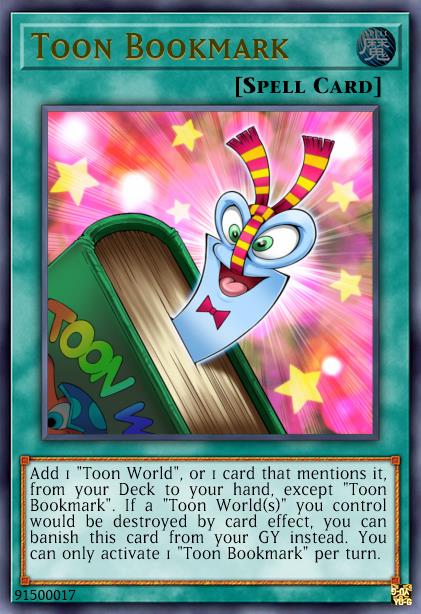 Toon Bookmark
魔
[Spell Card]
TOON W
Add 1 "Toon World", or 1 card that mentions it,
from your Deck to your hand, except "Toon
Bookmark". If a "Toon World(s)" you control
would be destroyed by card effect, you can
banish this card from your GY instead. You
can only activate 1 "Toon Bookmark" per turn.
91500017